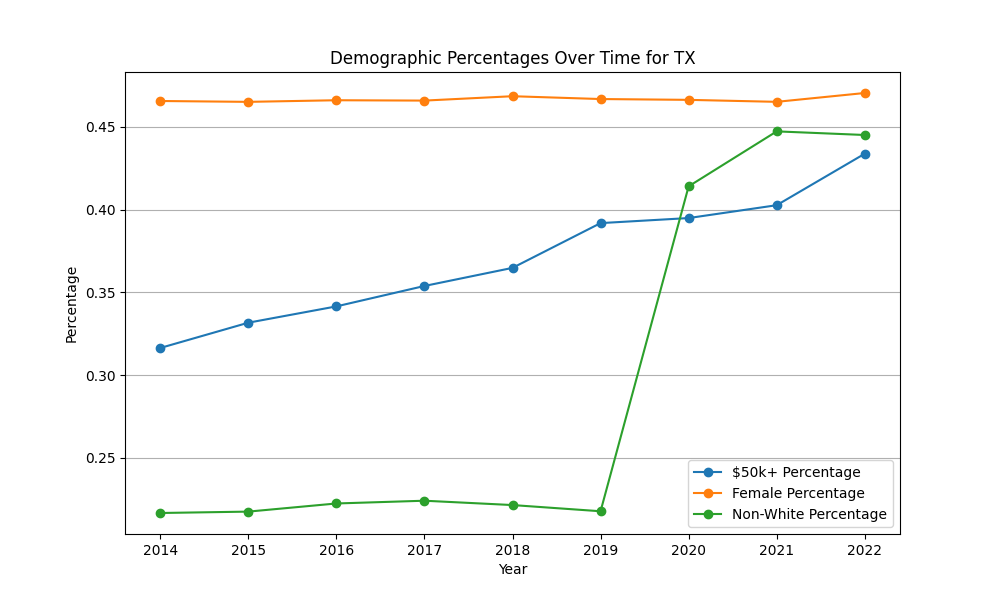 Demographic Percentages Over Time for TX
Percentage
0.45
0.40
0.35
0.30
0.25
$50k+ Percentage
Female Percentage
Non-White Percentage
2014 2015 2016 2017 2018 2019 2020 2021 2022
Year